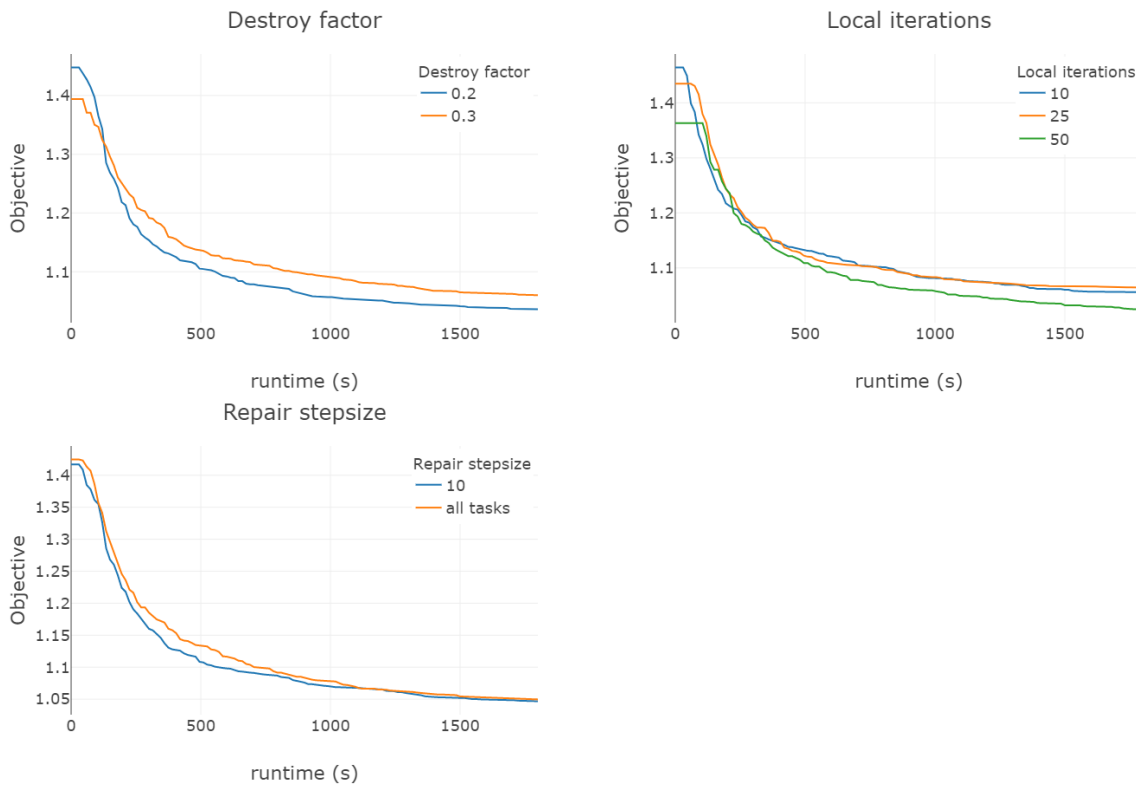 Destroy factor
Objective
1.4
1.3
1.2
1.1
Destroy factor
0.2
0.3
0
500
1000
1500
runtime (s)
Local iterations
Objective
1.4
1.3
1.2
1.1
Local iterations
10
25
50
0
500
1000
1500
runtime (s)
Repair stepsize
Objective
1.4
1.35
1.3
1.25
1.2
1.15
1.1
1.05
Repair stepsize
10
all tasks
0
500
1000
1500
runtime (s)